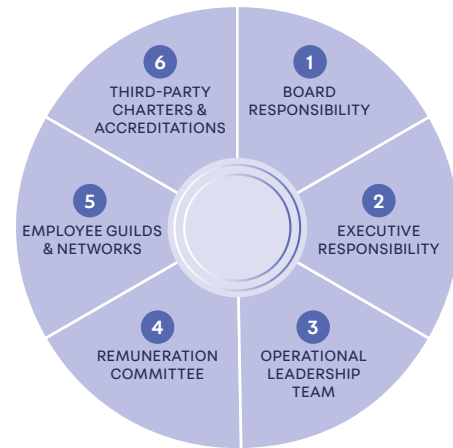 1
BOARD
RESPONSIBILITY
2
EXECUTIVE
RESPONSIBILITY
3
OPERATIONAL
LEADERSHIP
TEAM
4
REMUNERATION
COMMITTEE
5
EMPLOYEE GUILDS
& NETWORKS
6
THIRD-PARTY
CHARTERS &
ACCREDITATIONS